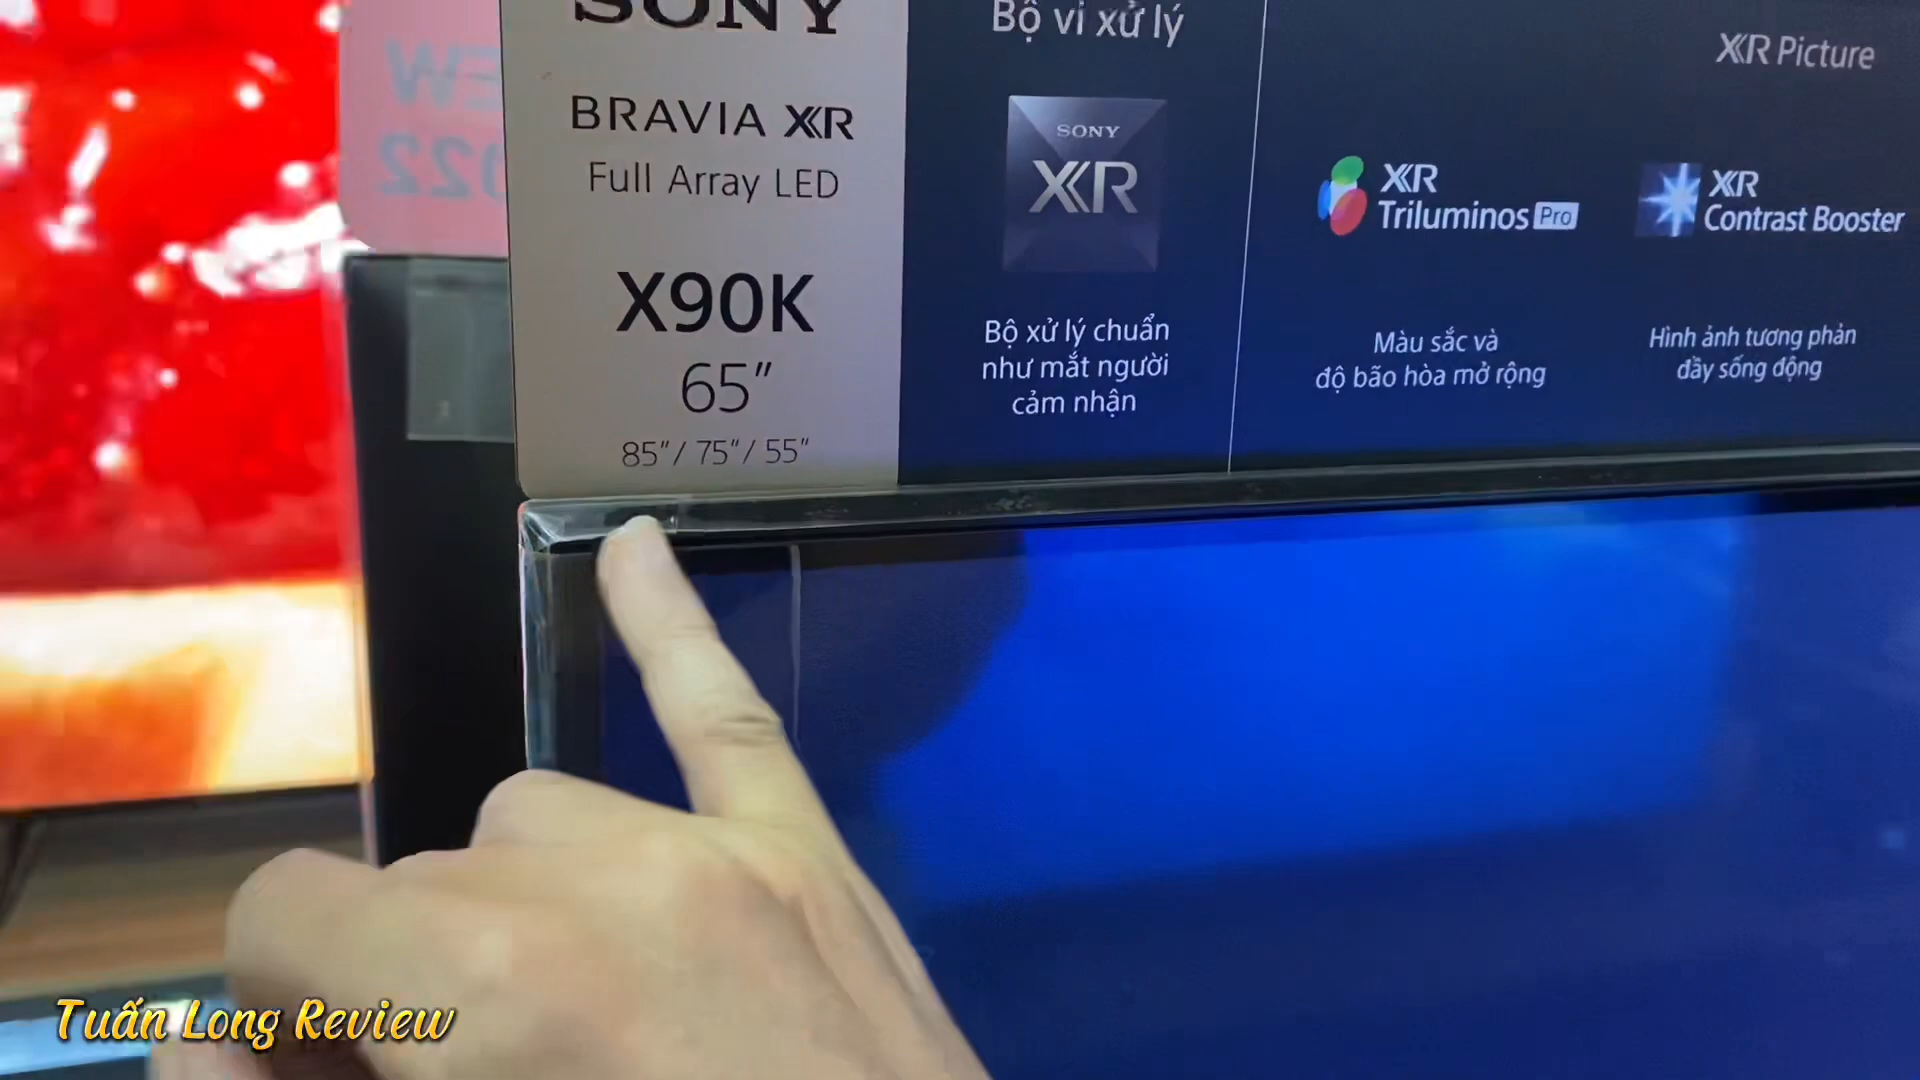 SONY
BRAVIA XR
Full Array LED
X90K
65"
85"/ 75"/ 55"
Bộ vi xử lý
SONY
XR
Bộ xử lý chuẩn
như mắt người
cảm nhận
XR Picture
XR
Triluminos Pro
Màu sắc và
độ bão hòa mở rộng
XR
Contrast Booster
Hình ảnh tương phản
đầy sống động
Tuấn Long Review